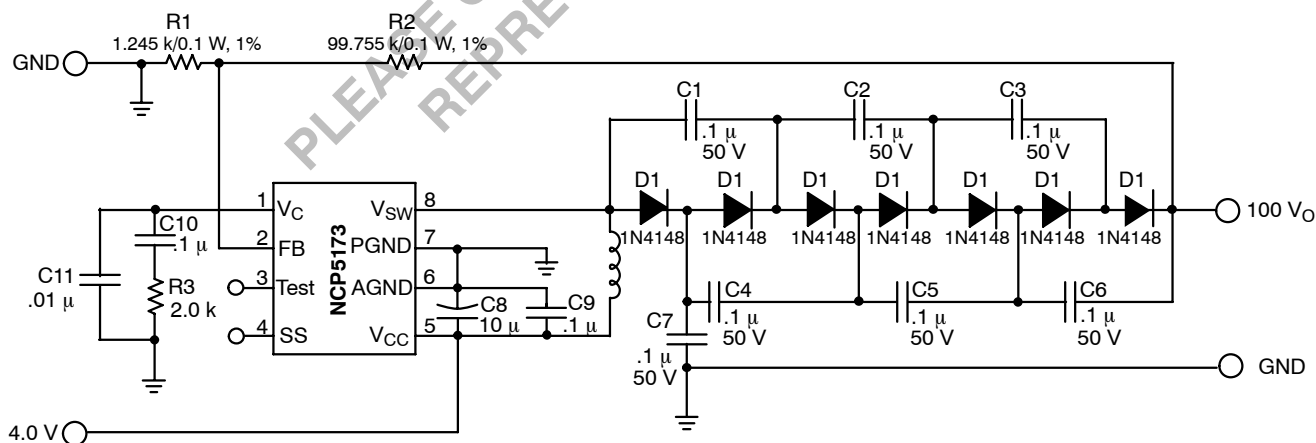 PLEASE
REPRE
R1
1.245 k/0.1 W, 1%
R2
99.755 k/0.1 W, 1%
GND
C1
.1 μ
50 V
C2
.1 μ
50 V
C3
.1 μ
50 V
D1
1N4148
D1
1N4148
D1
1N4148
D1
1N4148
D1
1N4148
D1
1N4148
D1
1N4148
100 VO
1
VC
2
FB
3
Test
4
SS
NCP5173
VSW
8
PGND
7
AGND
6
VCC
5
C10
.1 μ
C11
.01 μ
R3
2.0 k
C8
10 μ
C9
.1 μ
C4
.1 μ
50 V
C5
.1 μ
50 V
C6
.1 μ
50 V
C7
.1 μ
50 V
GND
4.0 V